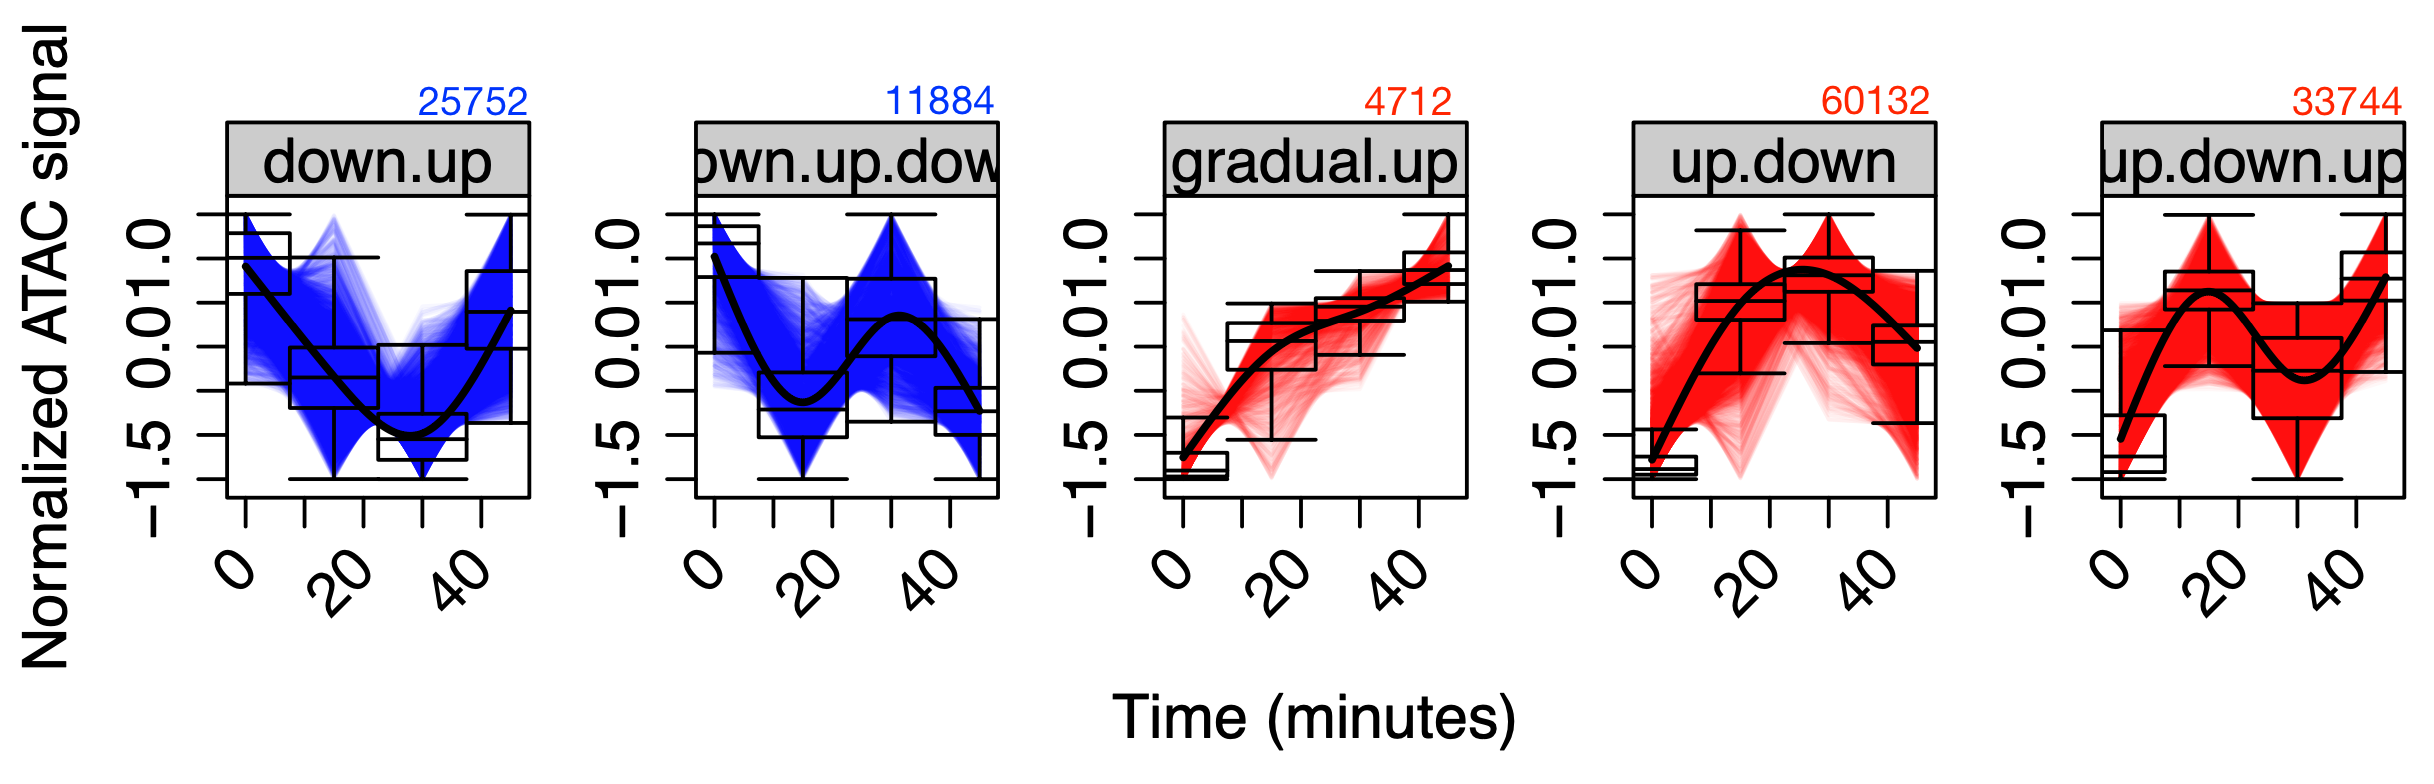 Normalized ATAC signal
25752 11884 4712 60132 33744
down.up own.up.dow gradual.up up.down up.down.up
1.0 1.0 1.0 1.0 1.0
0.0 0.0 0.0 0.0 0.0
−1.5 −1.5 −1.5 −1.5 −1.5
0 20 40 0 20 40 0 20 40 0 20 40 0 20 40
Time (minutes)